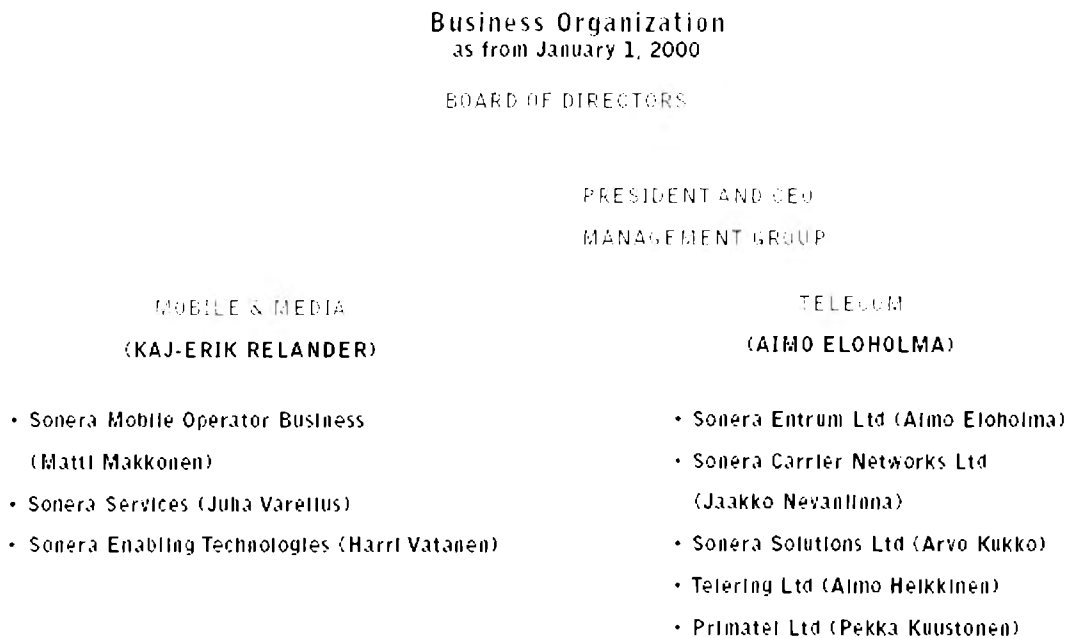 Business Organization
as from January 1, 2000
BOARD OF DIRECTORS
PRESIDENT AND CEO
MANAGEMENT GROUP
MOBILE & MEDIA
(KAJ-ERIK RELANDER)
• Sonera Mobile Operator Business
(Matti Makkonen)
• Sonera Services (Juha Varelius)
• Sonera Enabling Technologies (Harri Vatanen)
TELECOM
(AIMO ELOHOLMA)
• Sonera Entrum Ltd (Aimo Eloholma)
• Sonera Carrier Networks Ltd
(Jaakko Nevanlinna)
• Sonera Solutions Ltd (Arvo Kukko)
• Telering Ltd (Aimo Heikkinen)
• Primatel Ltd (Pekka Kuustonen)